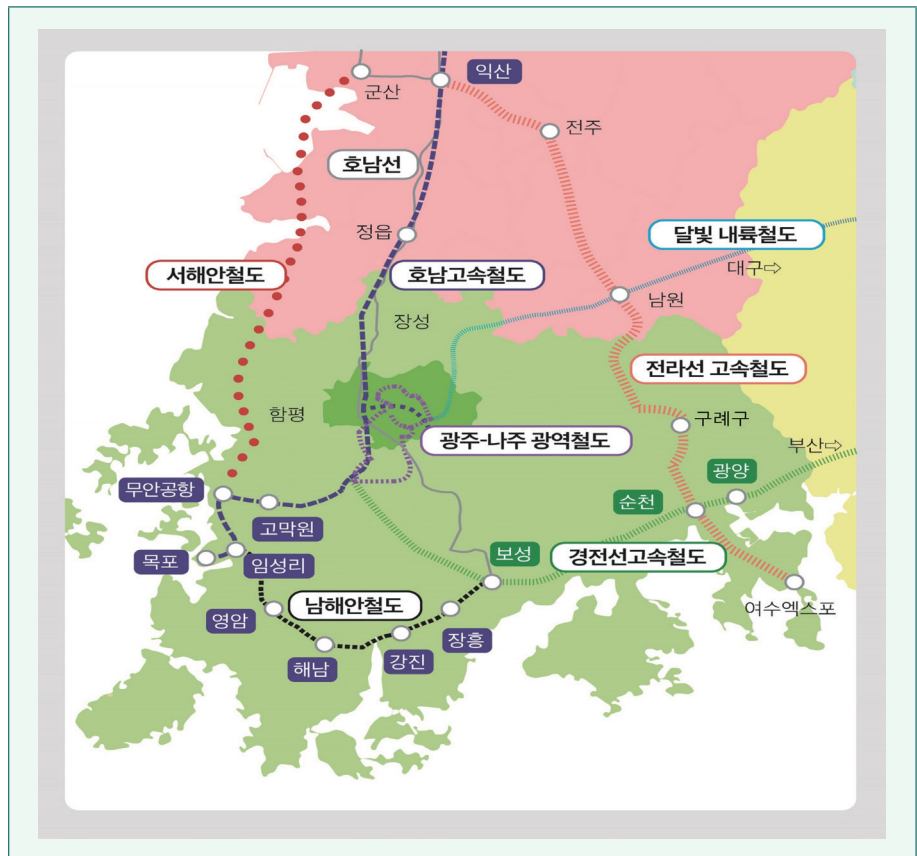 익산
군산
전주
호남선
정읍
달빛 내륙철도
대구⇨
서해안철도
호남고속철도
남원
장성
전라선 고속철도
함평
구례구
광주-나주 광역철도
부산⇨
광양
무안공항
순천
고막원
보성
경전선고속철도
목포
임성리
여수엑스포
남해안철도
영암
장흥
해남
강진